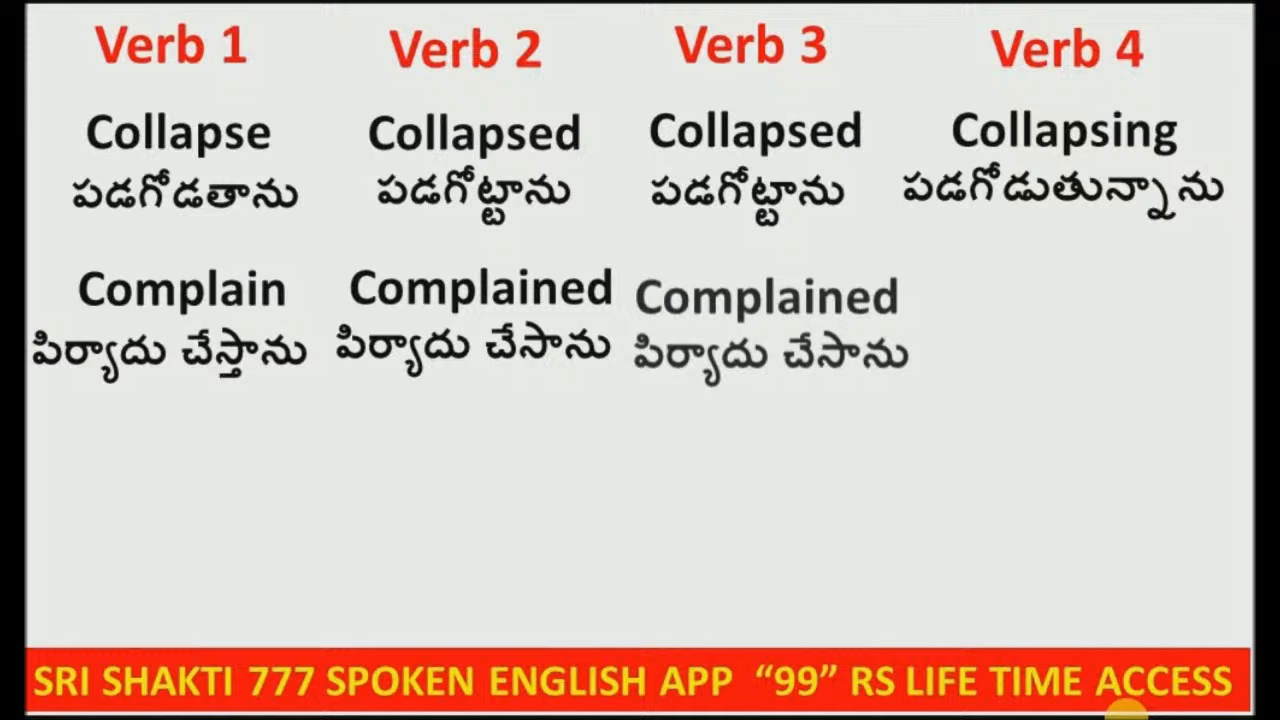 Verb 1 Verb 2 Verb 3 Verb 4
Collapse Collapsed Collapsed Collapsing
పడగోడతాను పడగోట్టాను పడగోట్టాను పడగోడుతున్నాను
Complain Complained Complained
పిర్యాదు చేస్తాను పిర్యాదు చేసాను పిర్యాదు చేసాను
SRI SHAKTI 777 SPOKEN ENGLISH APP “99” RS LIFE TIME ACCESS